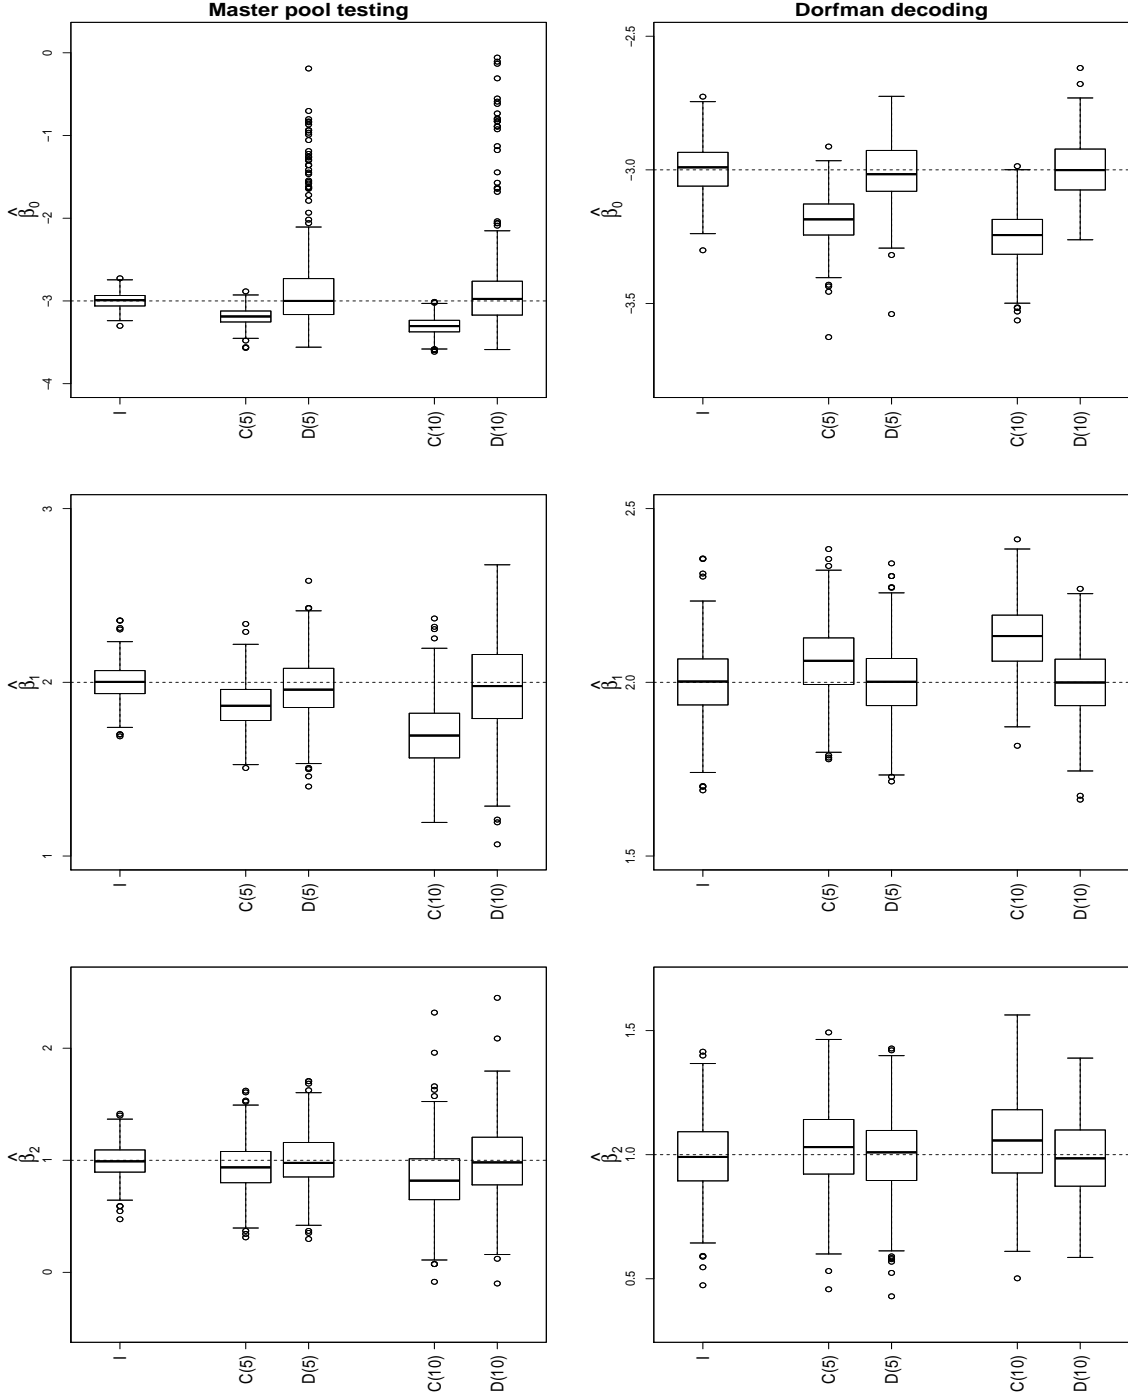 Master pool testing
Dorfman decoding
β̂₀
0
−1
−2
−3
−4
I
C(5)
D(5)
C(10)
D(10)
β̂₀
−2.5
−3.0
−3.5
I
C(5)
D(5)
C(10)
D(10)
β̂₁
3
2
1
I
C(5)
D(5)
C(10)
D(10)
β̂₁
2.5
2.0
1.5
I
C(5)
D(5)
C(10)
D(10)
β̂₂
2
1
0
I
C(5)
D(5)
C(10)
D(10)
β̂₂
1.5
1.0
0.5
I
C(5)
D(5)
C(10)
D(10)